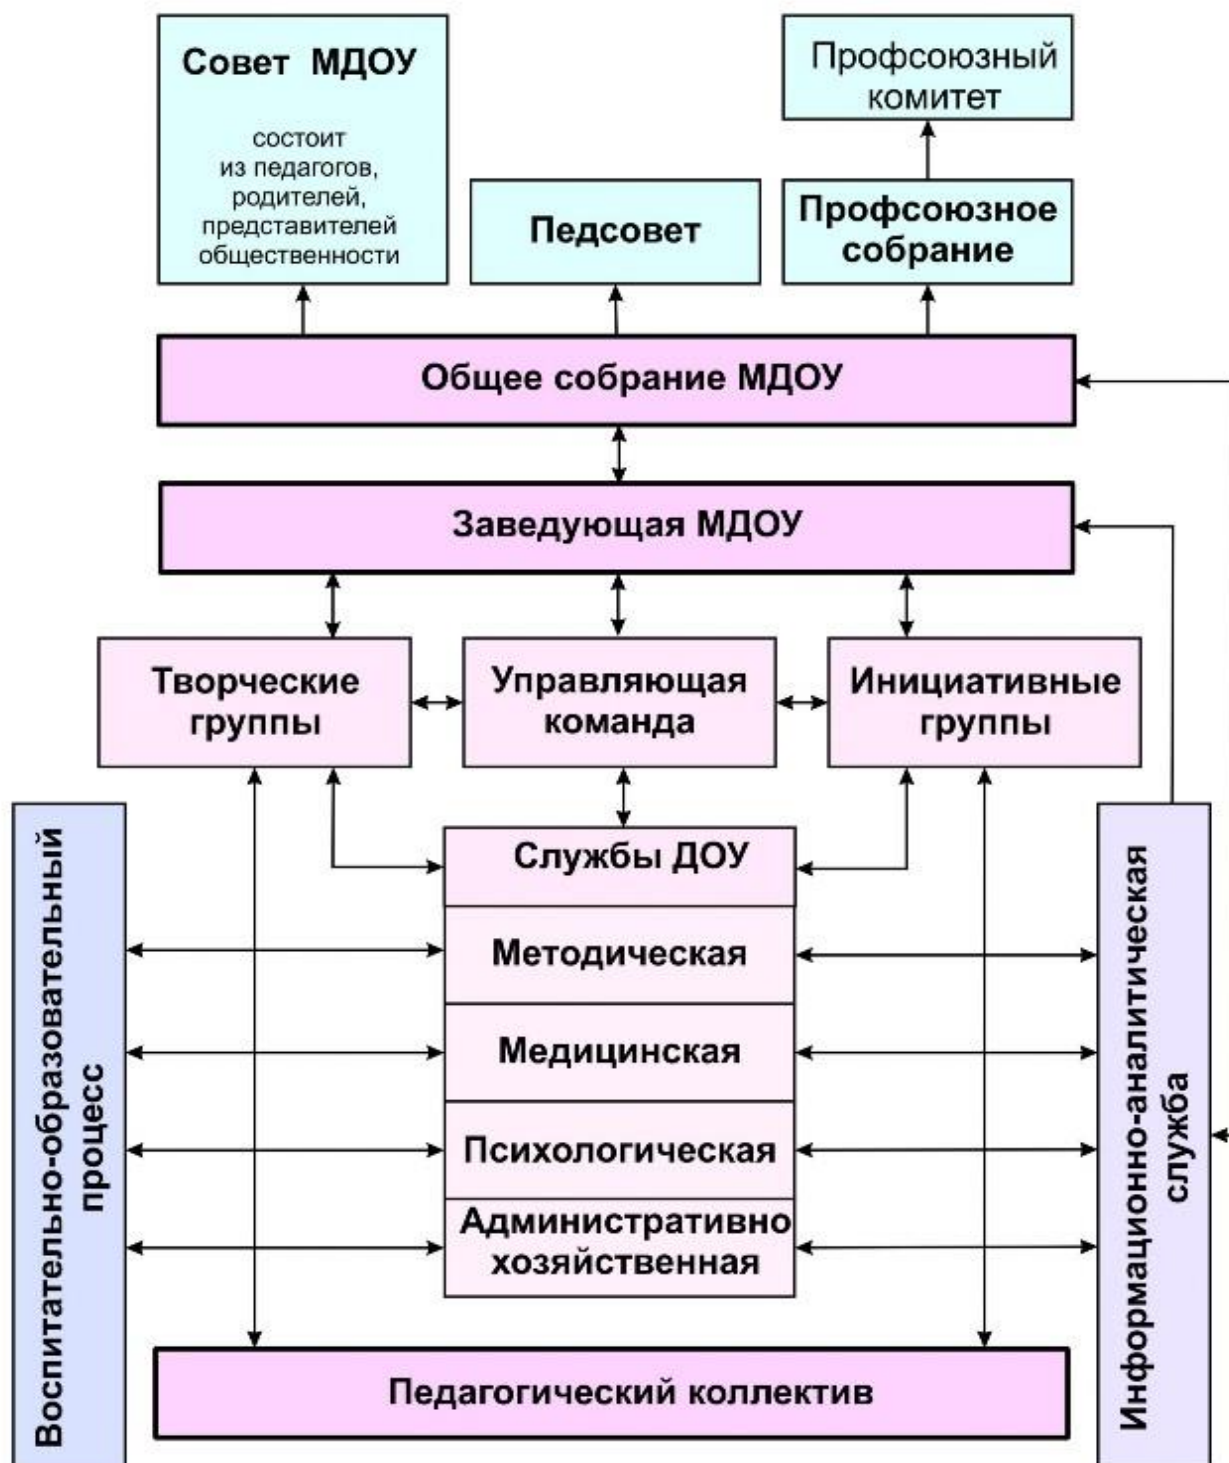 Совет МДОУ
состоит
из педагогов,
родителей,
представителей
общественности
Педсовет
Профсоюзный
комитет
Профсоюзное
собрание
Общее собрание МДОУ
Заведующая МДОУ
Творческие
группы
Управляющая
команда
Инициативные
группы
Воспитательно-образовательный
процесс
Службы ДОУ
Методическая
Медицинская
Психологическая
Административно
хозяйственная
Информационно-аналитическая
служба
Педагогический коллектив